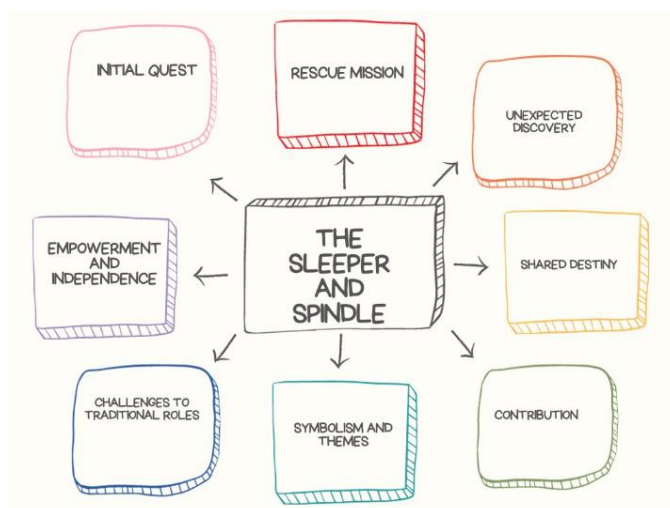 INITIAL QUEST
RESCUE MISSION
UNEXPECTED
DISCOVERY
EMPOWERMENT
AND
INDEPENDENCE
THE
SLEEPER
AND
SPINDLE
SHARED DESTINY
CHALLENGES TO
TRADITIONAL ROLES
SYMBOLISM AND
THEMES
CONTRIBUTION